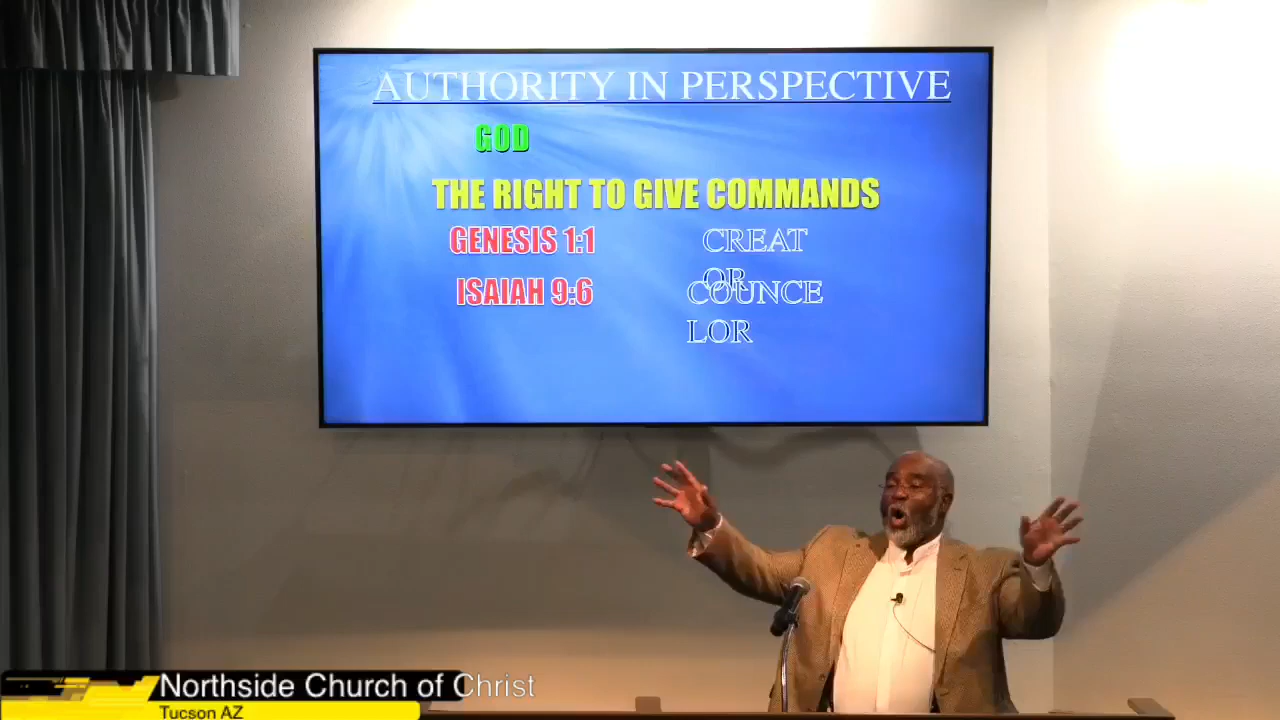 AUTHORITY IN PERSPECTIVE
GOD
THE RIGHT TO GIVE COMMANDS
GENESIS 1:1
CREAT
OR
ISAIAH 9:6
COUNCE
LOR
Northside Church of Christ
Tucson AZ